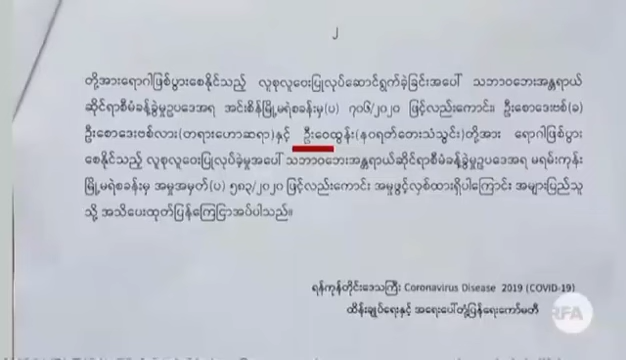 ၂
တို့အားရောဂါဖြစ်ပွားစေနိုင်သည့် လူစုလူဝေးပြုလုပ်ဆောင်ရွက်ခဲ့ခြင်းအပေါ် သဘာဝဘေးအန္တရာယ်
ဆိုင်ရာစီမံခန့်ခွဲမှုဥပဒေအရ အင်းစိန်မြို့မရဲစခန်းမှ(ပ) ၇၀၆/၂၀၂၀ ဖြင့်လည်းကောင်း၊ ဦးစောဒေးဗစ်(ခ)
ဦးစောဒေးဗစ်လား(တရားဟောဆရာ)နှင့် ဦးဝေထွန်း(နဝရတ်တေးသံသွင်း)တို့အား ရောဂါဖြစ်ပွား
စေနိုင်သည့် လူစုလူဝေးပြုလုပ်ခဲ့မှုအပေါ် သဘာဝဘေးအန္တရာယ်ဆိုင်ရာစီမံခန့်ခွဲမှုဥပဒေအရ မရမ်းကုန်း
မြို့မရဲစခန်းမှ အမှုအမှတ်(ပ) ၅၈၃/၂၀၂၀ ဖြင့်လည်းကောင်း အမှုဖွင့်လှစ်ထားရှိပါကြောင်း အများပြည်သူ
သို့ အသိပေးထုတ်ပြန်ကြေငြာအပ်ပါသည်။
ရန်ကုန်တိုင်းဒေသကြီး Coronavirus Disease 2019 (COVID-19)
ထိန်းချုပ်ရေးနှင့် အရေးပေါ်တုံ့ပြန်ရေးကော်မတီ
RFA